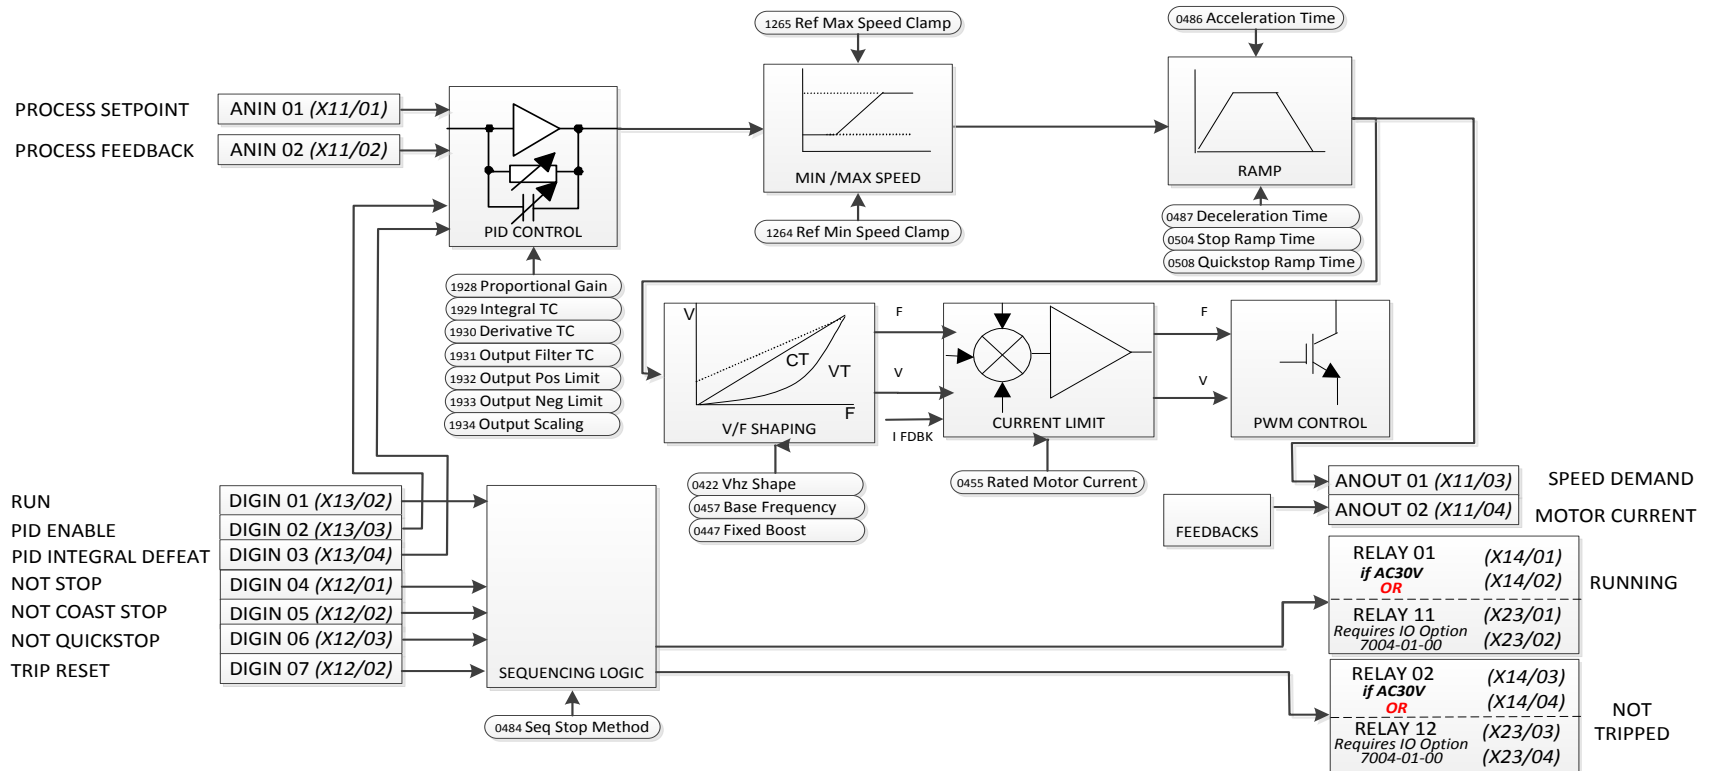 1265 Ref Max Speed Clamp
0486 Acceleration Time
PROCESS SETPOINT
ANIN 01 (X11/01)
PROCESS FEEDBACK
ANIN 02 (X11/02)
PID CONTROL
MIN /MAX SPEED
RAMP
1264 Ref Min Speed Clamp
0487 Deceleration Time
0504 Stop Ramp Time
0508 Quickstop Ramp Time
1928 Proportional Gain
1929 Integral TC
1930 Derivative TC
1931 Output Filter TC
1932 Output Pos Limit
1933 Output Neg Limit
1934 Output Scaling
V
CT
VT
F
V/F SHAPING
F
V
I FDBK
CURRENT LIMIT
F
V
PWM CONTROL
0422 Vhz Shape
0457 Base Frequency
0447 Fixed Boost
0455 Rated Motor Current
RUN
DIGIN 01 (X13/02)
PID ENABLE
DIGIN 02 (X13/03)
PID INTEGRAL DEFEAT
DIGIN 03 (X13/04)
NOT STOP
DIGIN 04 (X12/01)
NOT COAST STOP
DIGIN 05 (X12/02)
NOT QUICKSTOP
DIGIN 06 (X12/03)
TRIP RESET
DIGIN 07 (X12/02)
SEQUENCING LOGIC
0484 Seq Stop Method
FEEDBACKS
ANOUT 01 (X11/03)
SPEED DEMAND
ANOUT 02 (X11/04)
MOTOR CURRENT
RELAY 01 (X14/01)
if AC30V (X14/02)
OR
RUNNING
RELAY 11 (X23/01)
Requires IO Option (X23/02)
7004-01-00
RELAY 02 (X14/03)
if AC30V (X14/04)
OR
NOT
TRIPPED
RELAY 12 (X23/03)
Requires IO Option
7004-01-00 (X23/04)